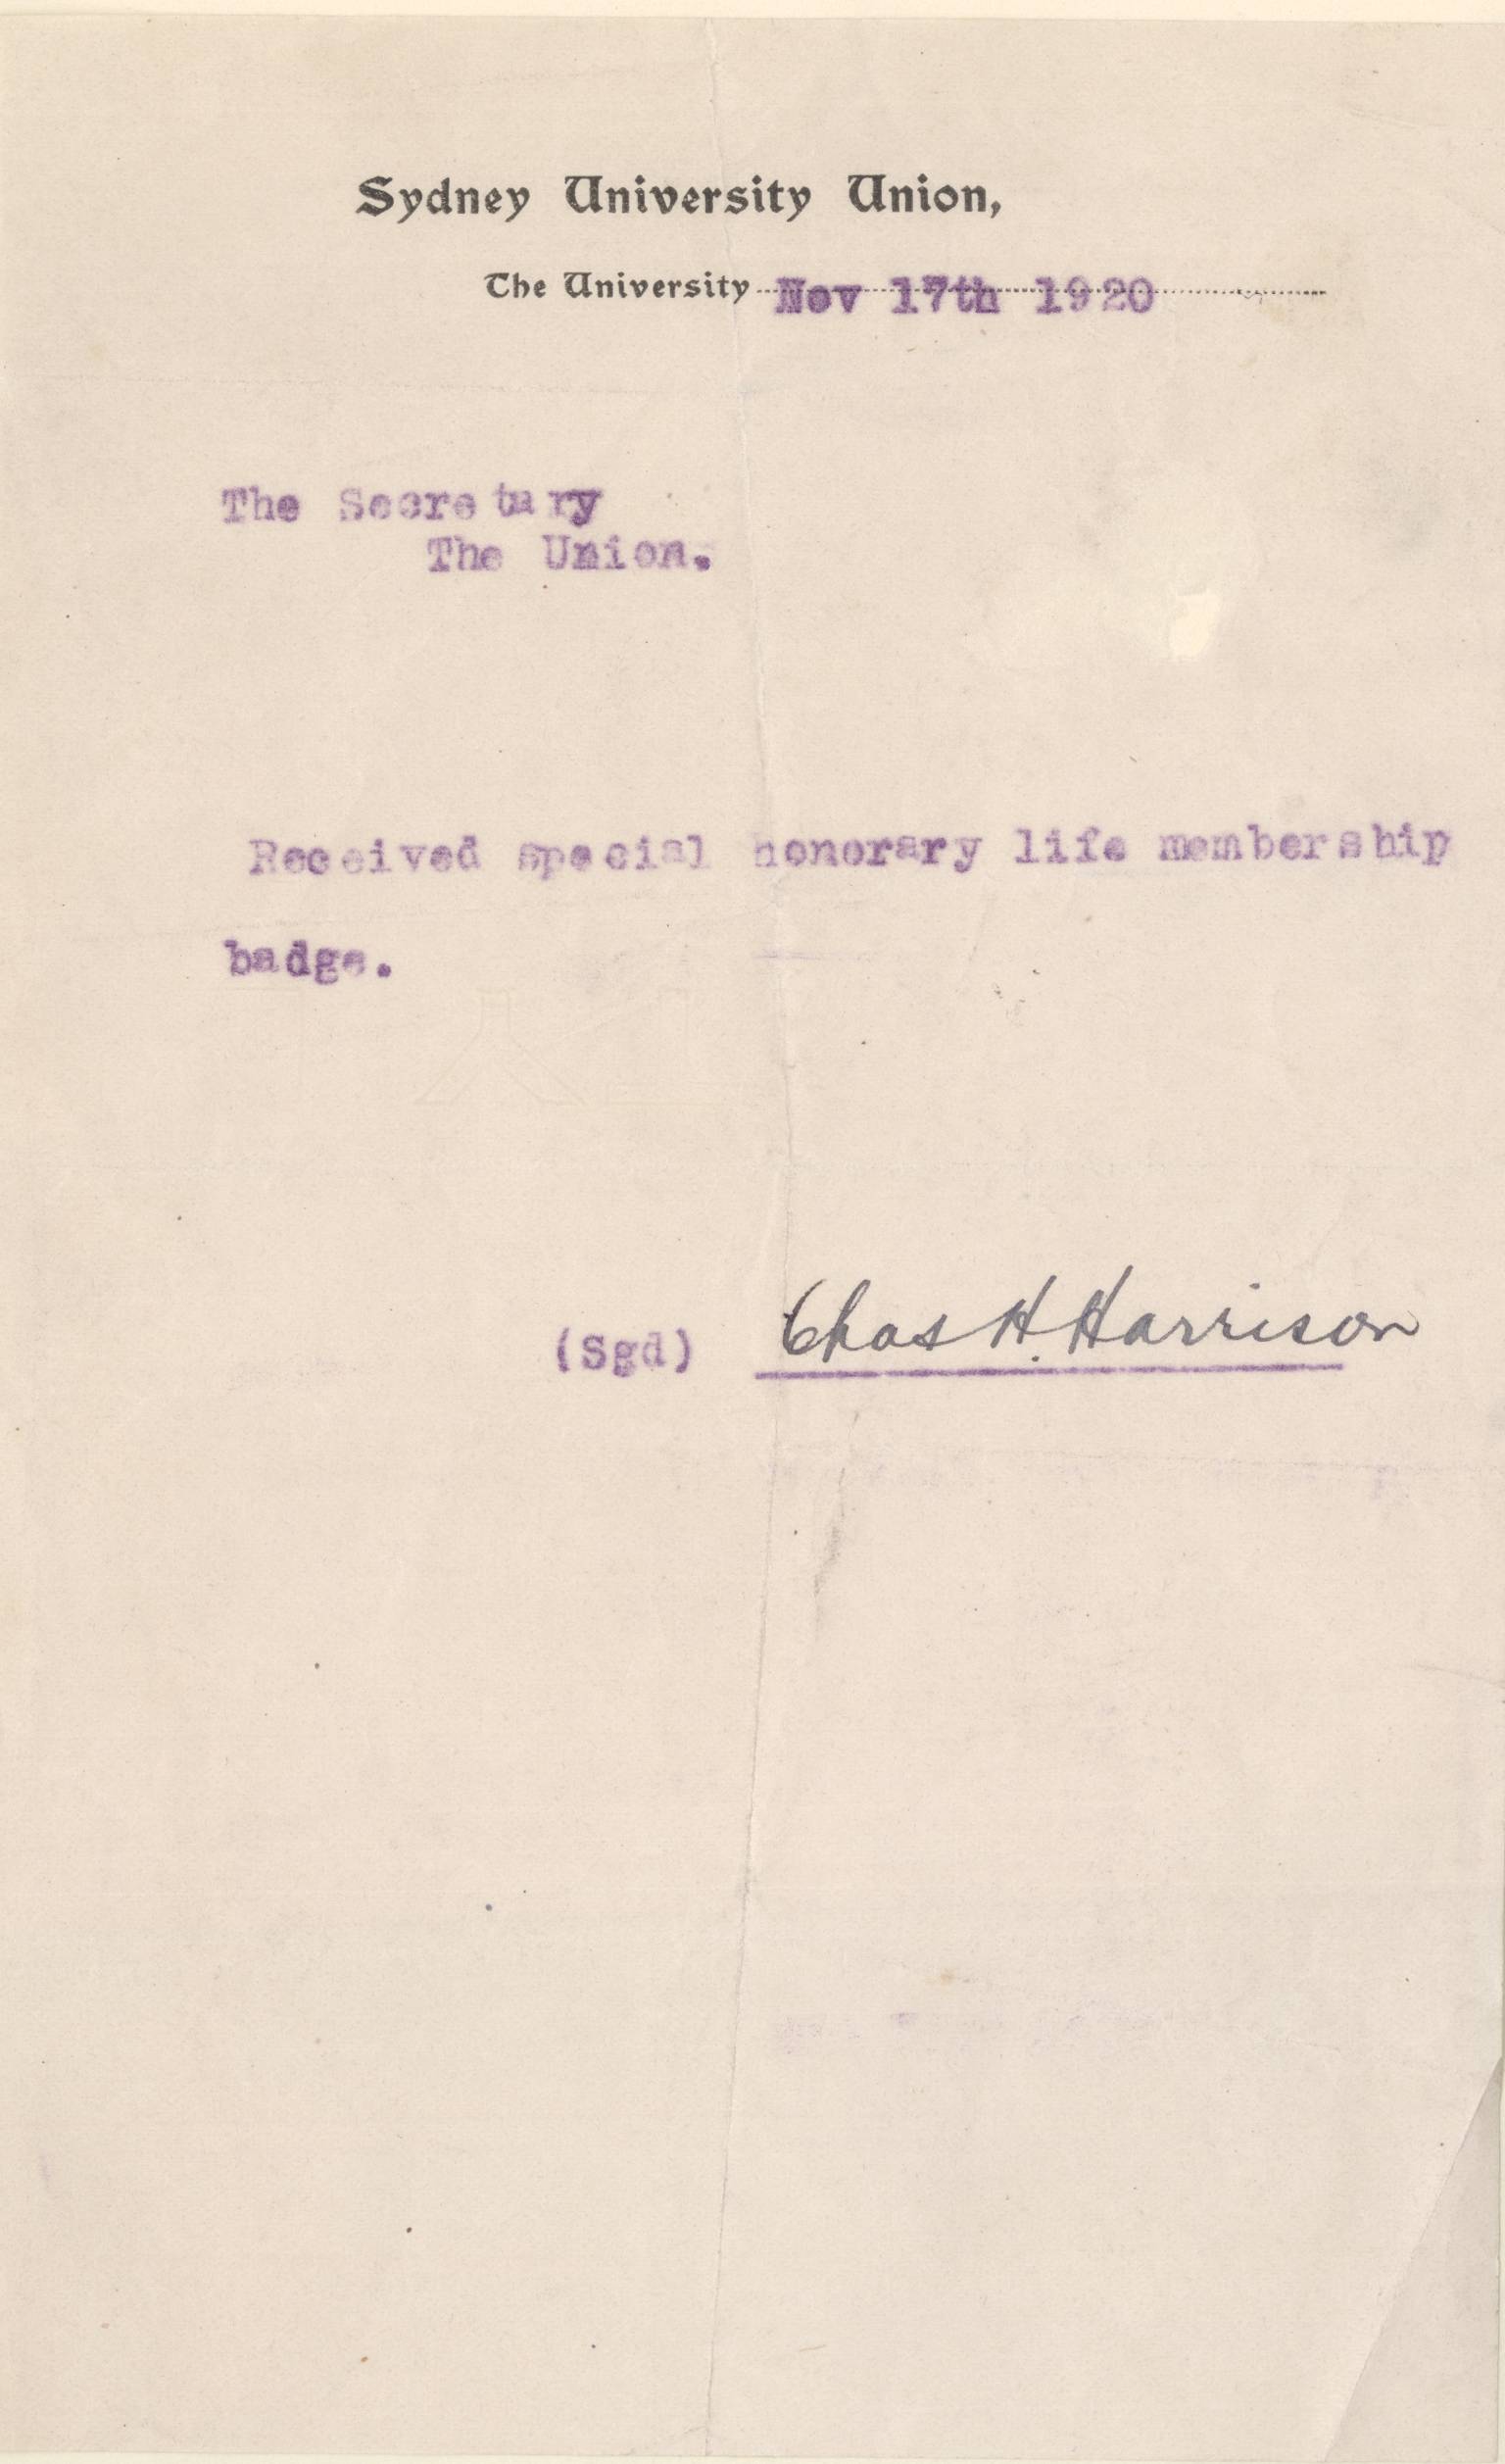 Sydney University Union,
The University Nov 17th 1920
The Secretary
The Union.
Received special honorary life membership
badge.
(Sgd) Chas H. Harrison